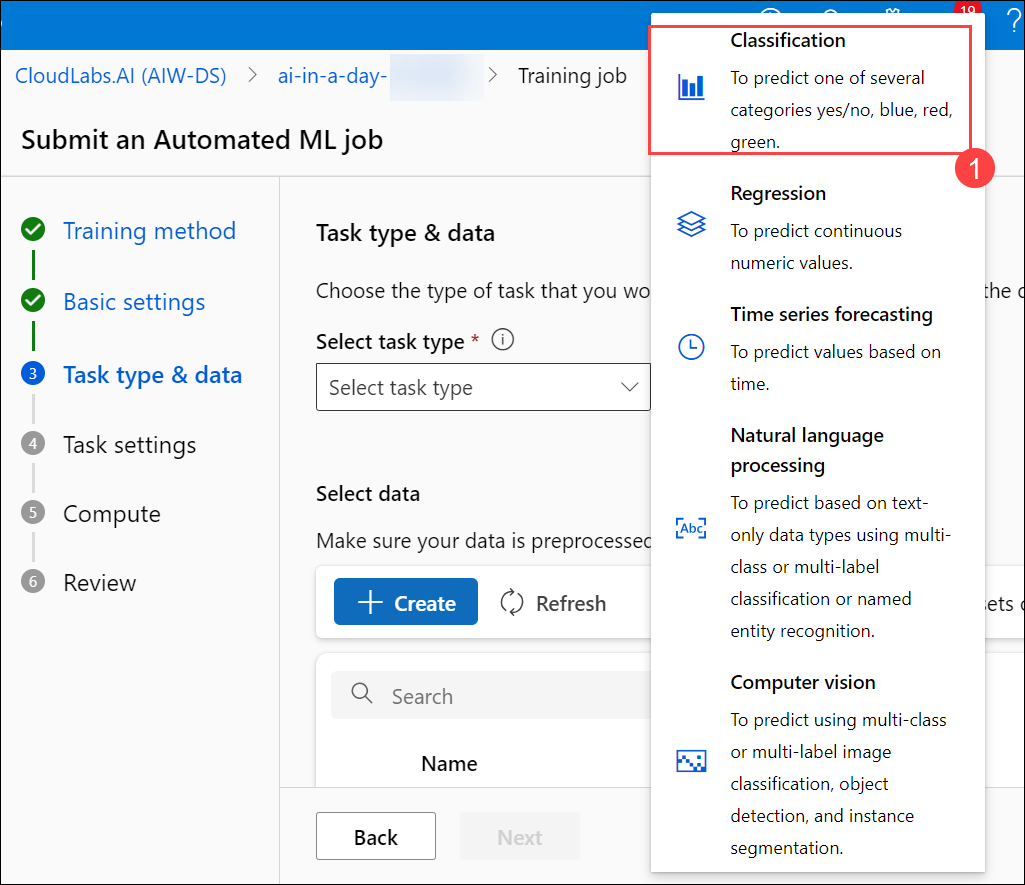 19
?
CloudLabs.AI (AIW-DS) > ai-in-a-day- > Training job
Submit an Automated ML job
Training method
Basic settings
3 Task type & data
4 Task settings
5 Compute
6 Review
Task type & data
Choose the type of task that you wo
the
Select task type * i
Select task type
Select data
Make sure your data is preprocessed
+ Create
Refresh
sets
Search
Name
Back
Next
Classification
To predict one of several
categories yes/no, blue, red,
green.
1
Regression
To predict continuous
numeric values.
Time series forecasting
To predict values based on
time.
Natural language
processing
Abc
To predict based on text-
only data types using multi-
class or multi-label
classification or named
entity recognition.
Computer vision
To predict using multi-class
or multi-label image
classification, object
detection, and instance
segmentation.